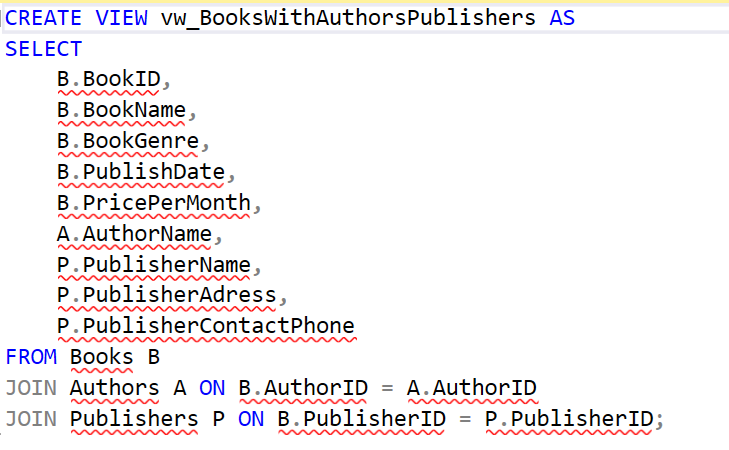 CREATE VIEW vw_BooksWithAuthorsPublishers AS
SELECT
B.BookID,
B.BookName,
B.BookGenre,
B.PublishDate,
B.PricePerMonth,
A.AuthorName,
P.PublisherName,
P.PublisherAdress,
P.PublisherContactPhone
FROM Books B
JOIN Authors A ON B.AuthorID = A.AuthorID
JOIN Publishers P ON B.PublisherID = P.PublisherID;